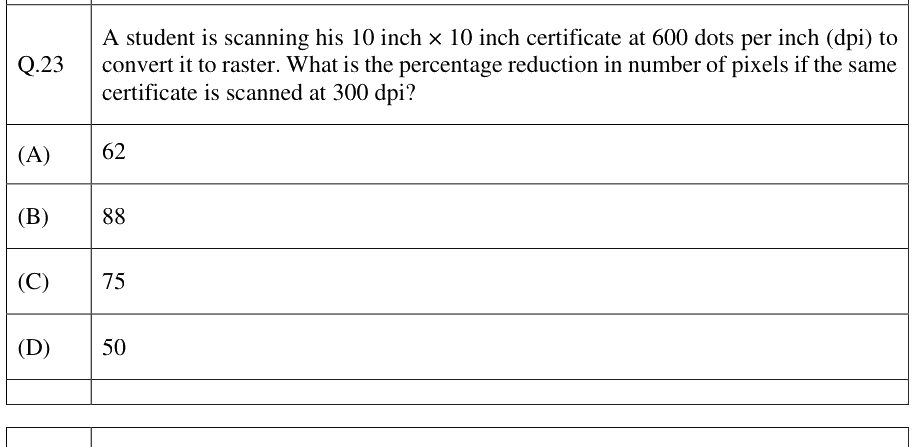 Q.23
A student is scanning his 10 inch × 10 inch certificate at 600 dots per inch (dpi) to
convert it to raster. What is the percentage reduction in number of pixels if the same
certificate is scanned at 300 dpi?
(A) 62
(B) 88
(C) 75
(D) 50